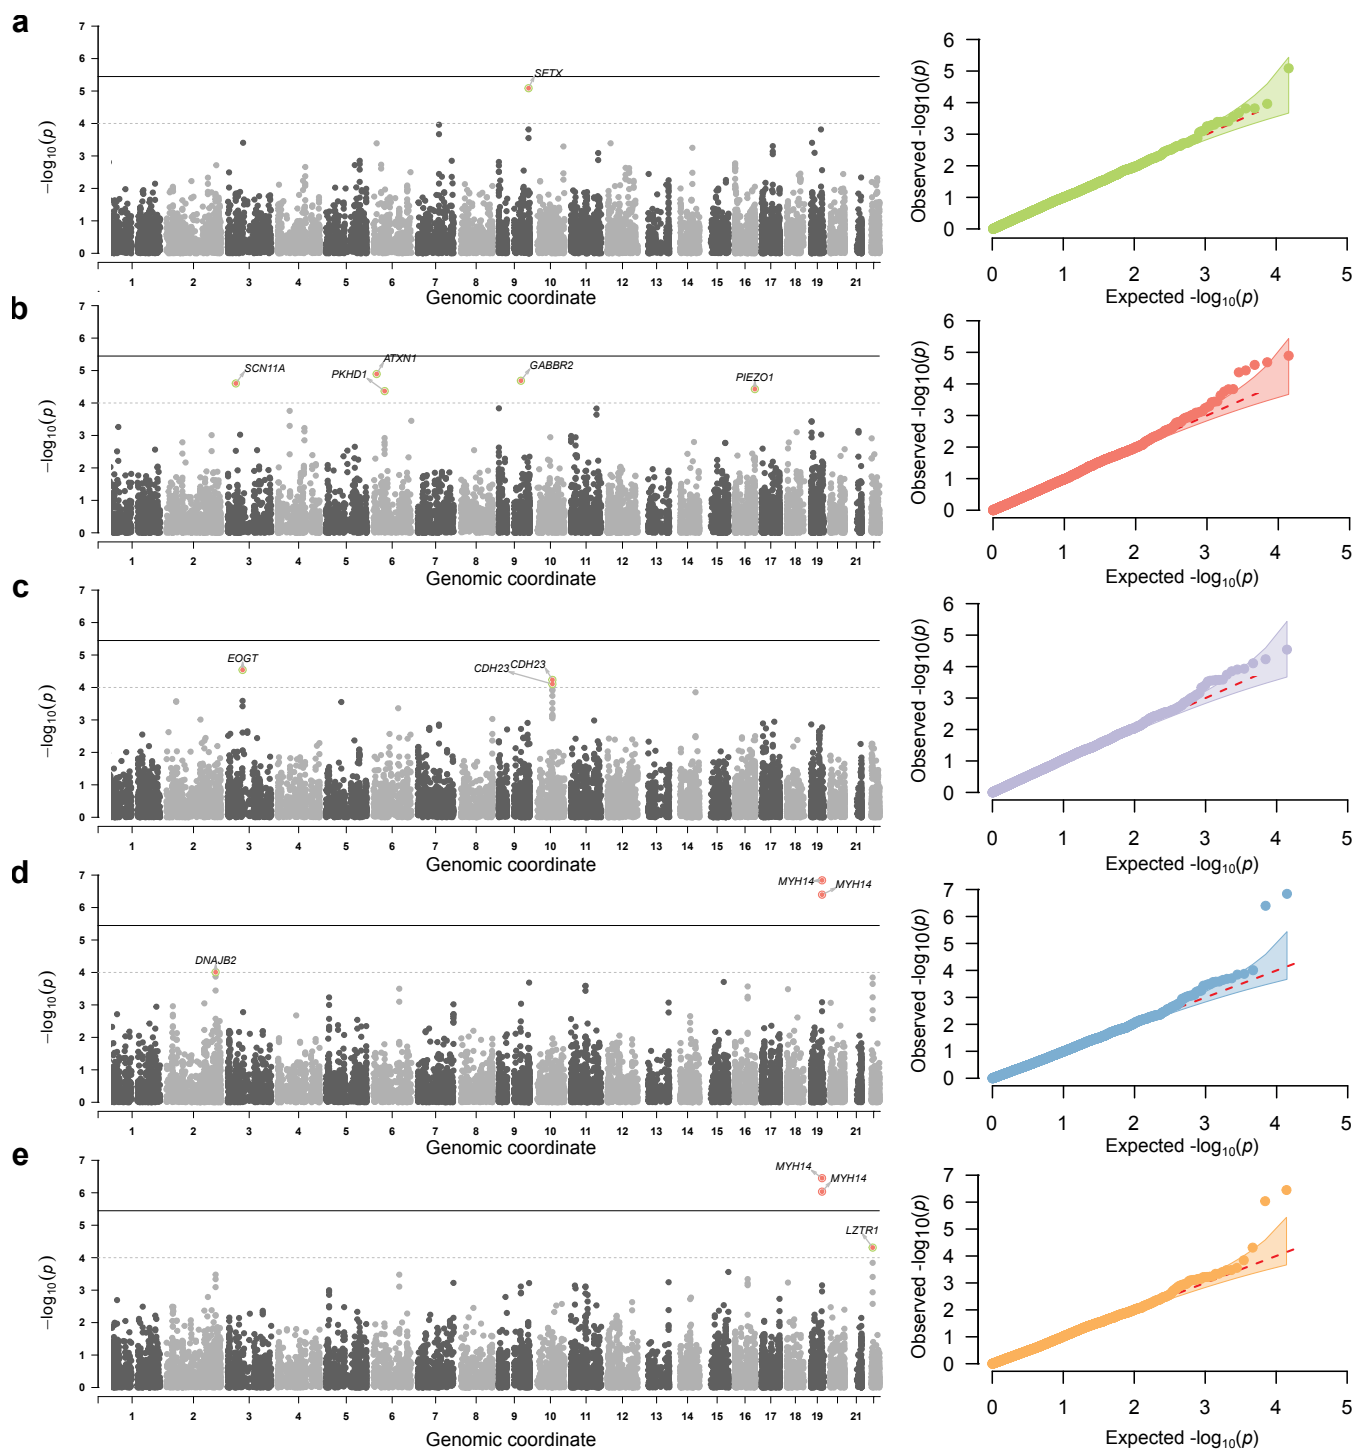 a
7
6
5
4
3
2
1
0
−log10(p)
SETX
1 2 3 4 5 6 7 8 9 10 11 12 13 14 15 16 17 18 19 21
Genomic coordinate
6
5
4
3
2
1
0
Observed -log10(p)
0 1 2 3 4 5
Expected -log10(p)
b
7
6
5
4
3
2
1
0
−log10(p)
SCN11A
PKHD1
ATXN1
GABBR2
PIEZO1
1 2 3 4 5 6 7 8 9 10 11 12 13 14 15 16 17 18 19 21
Genomic coordinate
6
5
4
3
2
1
0
Observed -log10(p)
0 1 2 3 4 5
Expected -log10(p)
c
7
6
5
4
3
2
1
0
−log10(p)
EOGT
CDH23 CDH23
1 2 3 4 5 6 7 8 9 10 11 12 13 14 15 16 17 18 19 21
Genomic coordinate
6
5
4
3
2
1
0
Observed -log10(p)
0 1 2 3 4 5
Expected -log10(p)
d
7
6
5
4
3
2
1
0
−log10(p)
DNAJB2
MYH14 MYH14
1 2 3 4 5 6 7 8 9 10 11 12 13 14 15 16 17 18 19 21
Genomic coordinate
7
6
5
4
3
2
1
0
Observed -log10(p)
0 1 2 3 4 5
Expected -log10(p)
e
7
6
5
4
3
2
1
0
−log10(p)
MYH14
MYH14
LZTR1
1 2 3 4 5 6 7 8 9 10 11 12 13 14 15 16 17 18 19 21
Genomic coordinate
7
6
5
4
3
2
1
0
Observed -log10(p)
0 1 2 3 4 5
Expected -log10(p)